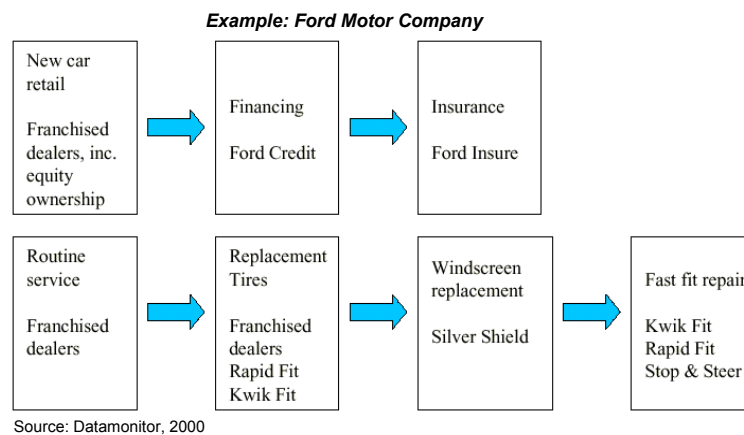 Example: Ford Motor Company
New car
retail
Franchised
dealers, inc.
equity
ownership
Financing
Ford Credit
Insurance
Ford Insure
Routine
service
Franchised
dealers
Replacement
Tires
Franchised
dealers
Rapid Fit
Kwik Fit
Windscreen
replacement
Silver Shield
Fast fit repair
Kwik Fit
Rapid Fit
Stop & Steer
Source: Datamonitor, 2000